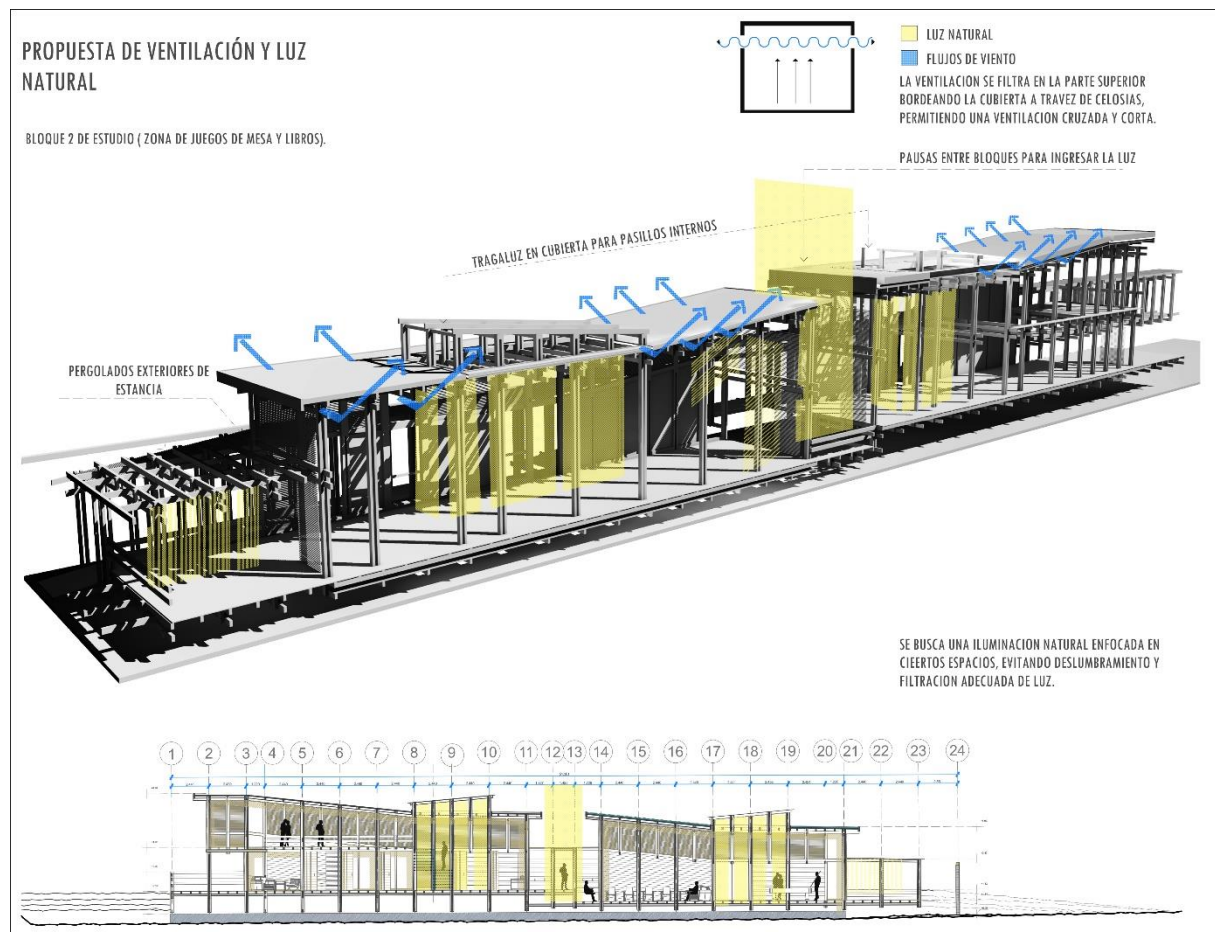 PROPUESTA DE VENTILACIÓN Y LUZ
NATURAL
BLOQUE 2 DE ESTUDIO ( ZONA DE JUEGOS DE MESA Y LIBROS).
LUZ NATURAL
FLUJOS DE VIENTO
LA VENTILACION SE FILTRA EN LA PARTE SUPERIOR
BORDEANDO LA CUBIERTA A TRAVEZ DE CELOSIAS,
PERMITIENDO UNA VENTILACION CRUZADA Y CORTA.
PAUSAS ENTRE BLOQUES PARA INGRESAR LA LUZ
TRAGALUZ EN CUBIERTA PARA PASILLOS INTERNOS
PERGOLADOS EXTERIORES DE
ESTANCIA
SE BUSCA UNA ILUMINACION NATURAL ENFOCADA EN
CIEERTOS ESPACIOS, EVITANDO DESLUMBRAMIENTO Y
FILTRACION ADECUADA DE LUZ.
1 2 3 4 5 6 7 8 9 10 11 12 13 14 15 16 17 18 19 20 21 22 23 24